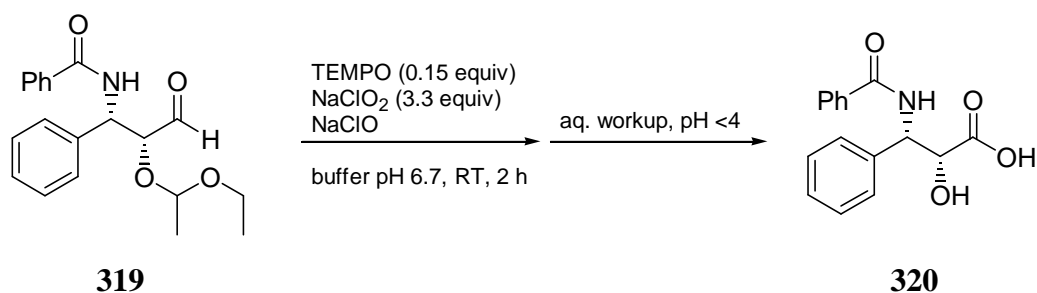 O
Ph
NH
O
H
O
O
319
TEMPO (0.15 equiv)
NaClO₂ (3.3 equiv)
NaClO
buffer pH 6.7, RT, 2 h
aq. workup, pH <4
O
Ph
NH
O
OH
OH
320